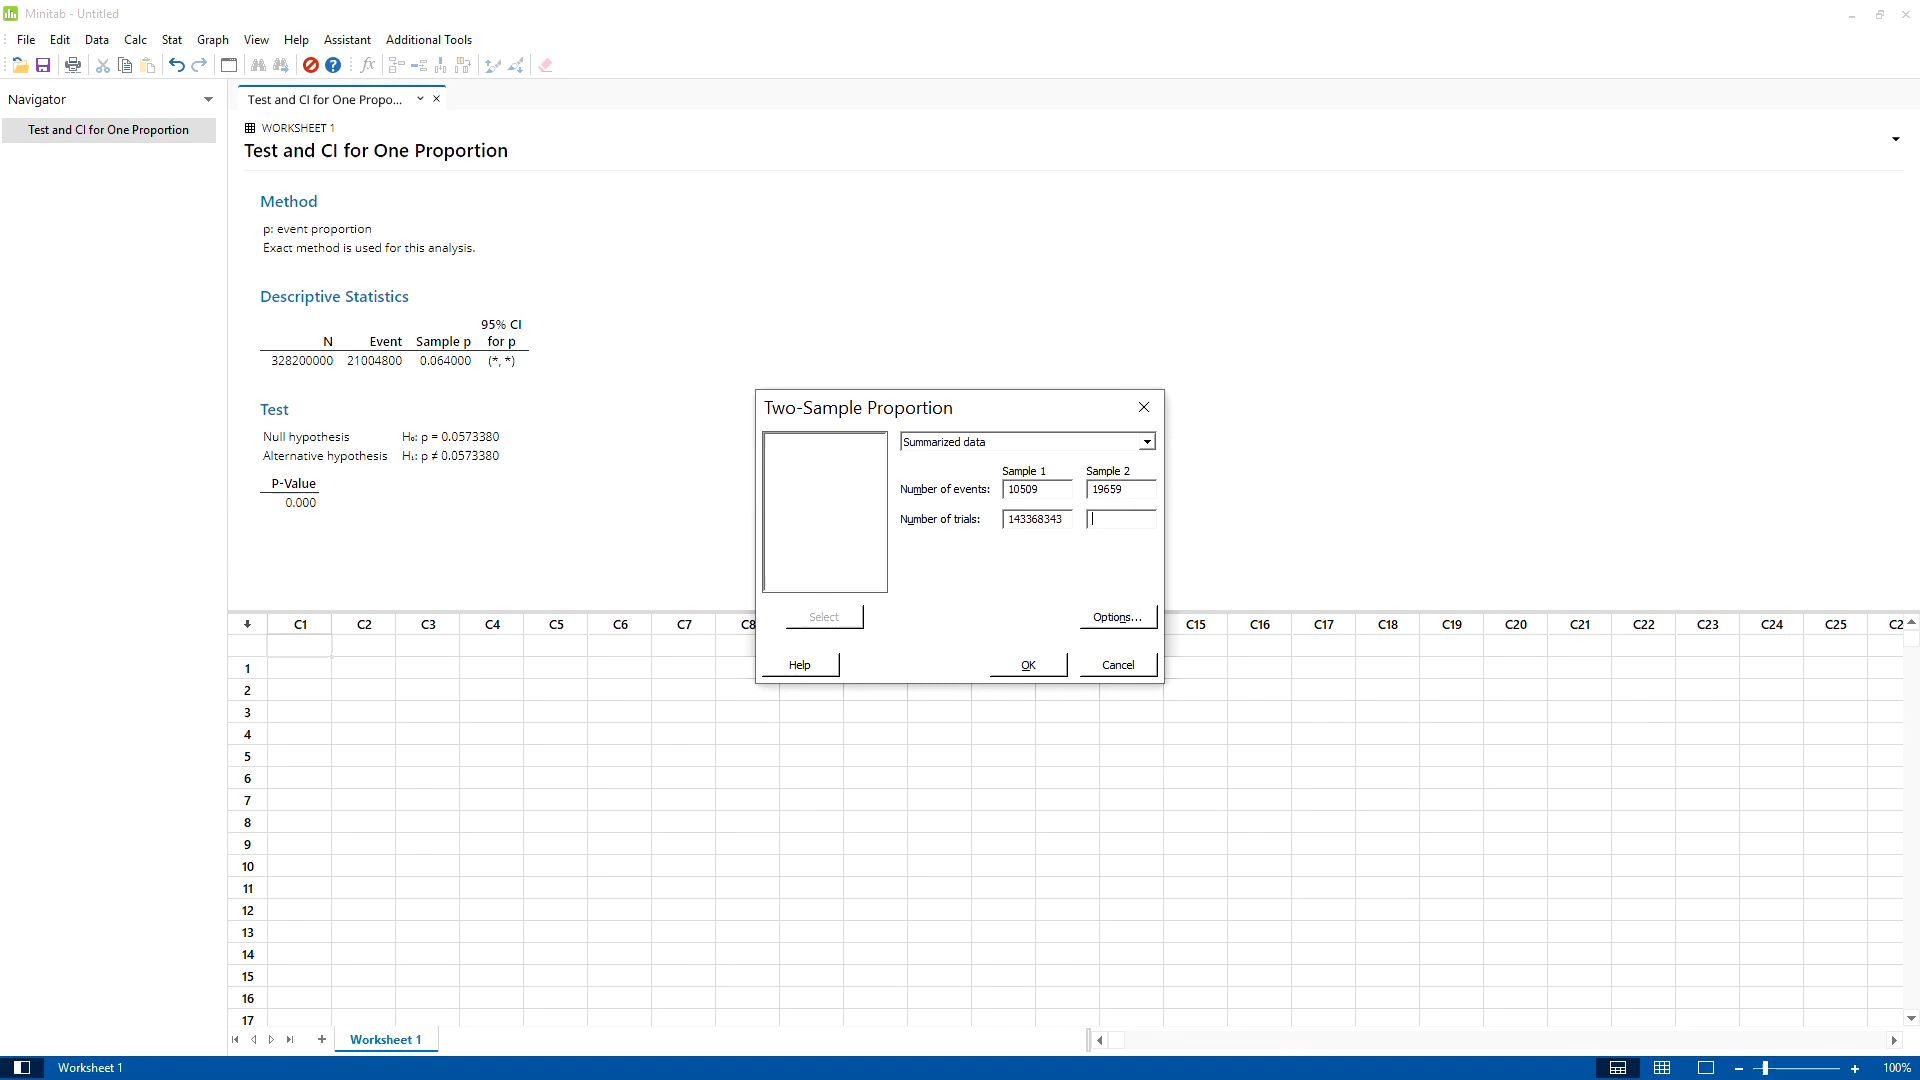 Minitab - Untitled
File Edit Data Calc Stat Graph View Help Assistant Additional Tools
Navigator
Test and CI for One Propo...
Test and CI for One Proportion
WORKSHEET 1
Test and CI for One Proportion
Method
p: event proportion
Exact method is used for this analysis.
Descriptive Statistics
95% CI
N Event Sample p for p
328200000 21004800 0.064000 (*, *)
Test
Null hypothesis H₀: p = 0.0573380
Alternative hypothesis H₁: p ≠ 0.0573380
P-Value
0.000
Two-Sample Proportion
Summarized data
Sample 1 Sample 2
Number of events: 10509 19659
Number of trials: 143368343
Select Options...
Help OK Cancel
C1 C2 C3 C4 C5 C6 C7 C8 C15 C16 C17 C18 C19 C20 C21 C22 C23 C24 C25 C2
1
2
3
4
5
6
7
8
9
10
11
12
13
14
15
16
17
Worksheet 1
Worksheet 1 100%